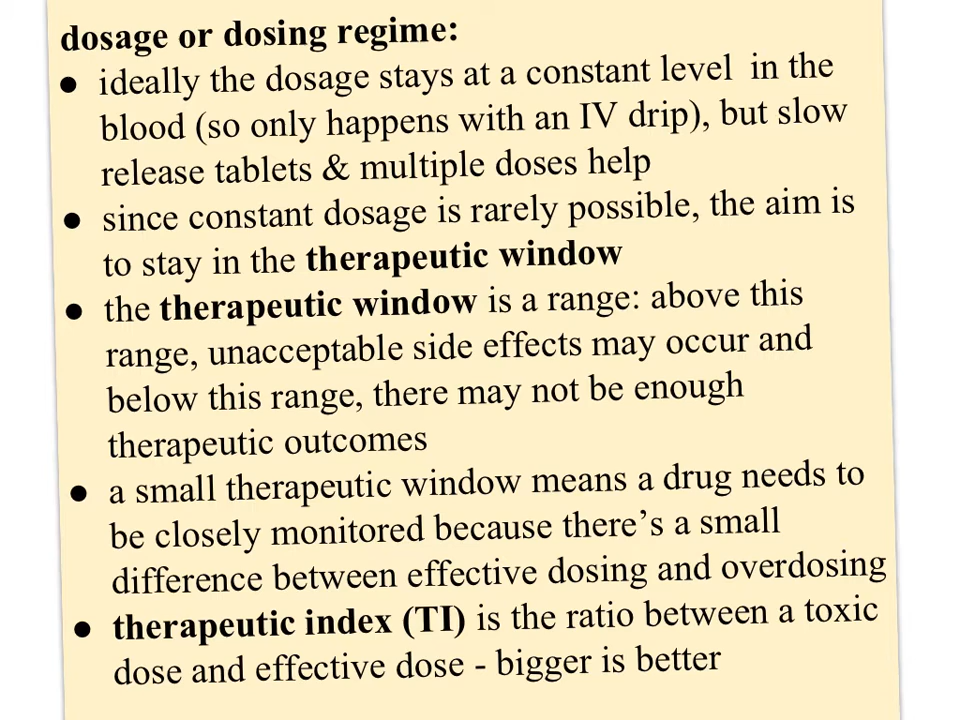 dosage or dosing regime:
● ideally the dosage stays at a constant level in the
blood (so only happens with an IV drip), but slow
release tablets & multiple doses help
● since constant dosage is rarely possible, the aim is
to stay in the therapeutic window
● the therapeutic window is a range: above this
range, unacceptable side effects may occur and
below this range, there may not be enough
therapeutic outcomes
● a small therapeutic window means a drug needs to
be closely monitored because there’s a small
difference between effective dosing and overdosing
● therapeutic index (TI) is the ratio between a toxic
dose and effective dose - bigger is better